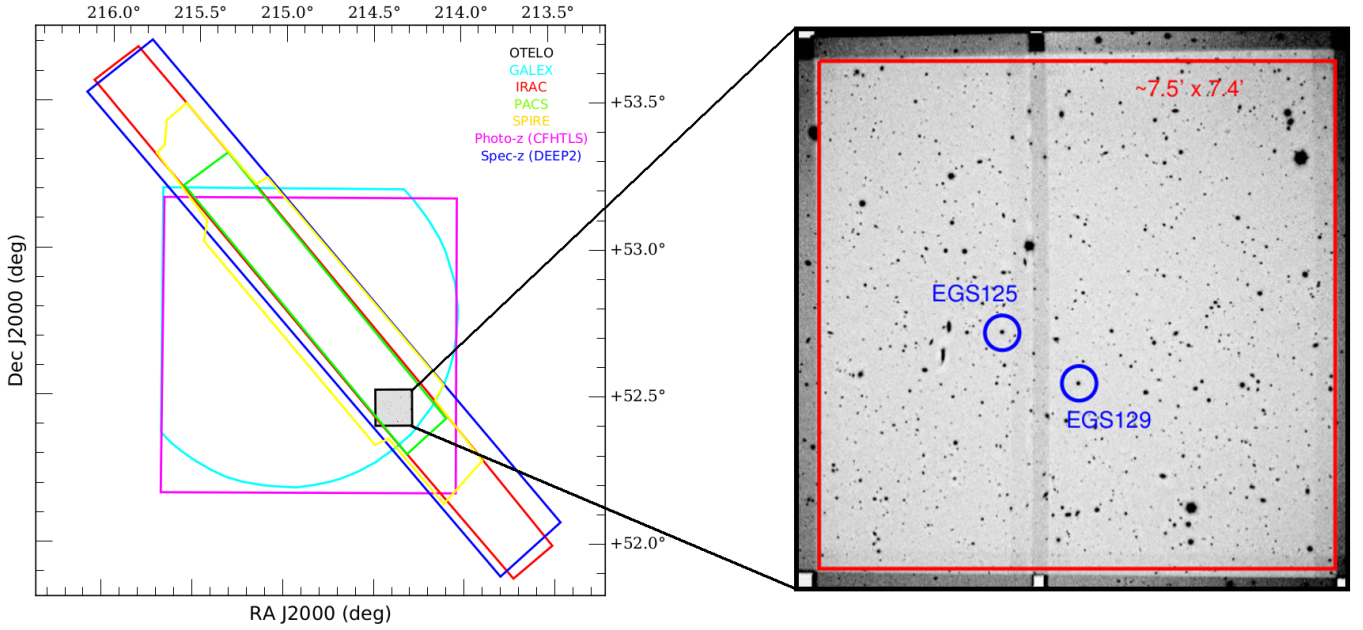 216.0° 215.5° 215.0° 214.5° 214.0° 213.5°
OTELO
GALEX
IRAC
PACS
SPIRE
Photo-z (CFHTLS)
Spec-z (DEEP2)
+53.5°
+53.0°
+52.5°
+52.0°
Dec J2000 (deg)
RA J2000 (deg)
~7.5' x 7.4'
EGS125
EGS129